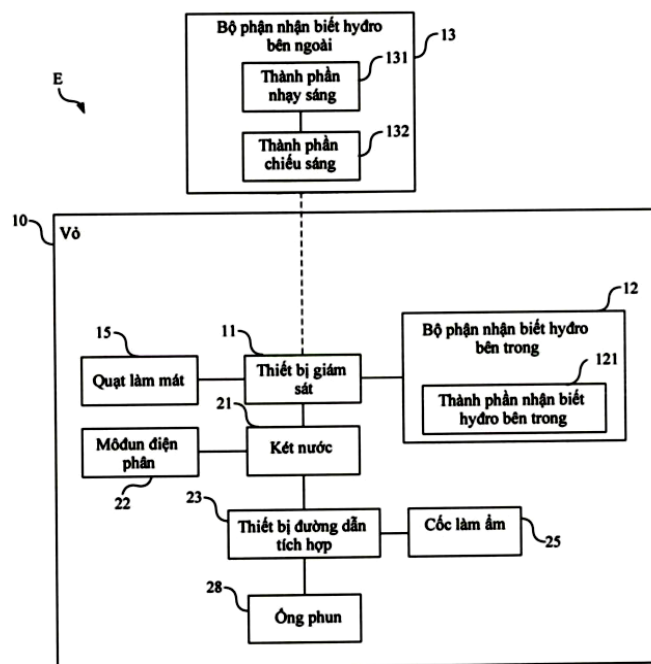 Bộ phận nhận biết hyđro
bên ngoài
13
131
Thành phần
nhạy sáng
E
132
Thành phần
chiếu sáng
10
Vỏ
12
15
11
Bộ phận nhận biết hyđro
bên trong
Quạt làm mát
Thiết bị giám
sát
121
21
Thành phần nhận biết
hyđro bên trong
Môđun điện
phân
Két nước
22
23
Thiết bị đường dẫn
tích hợp
Cốc làm ẩm
25
28
Ống phun